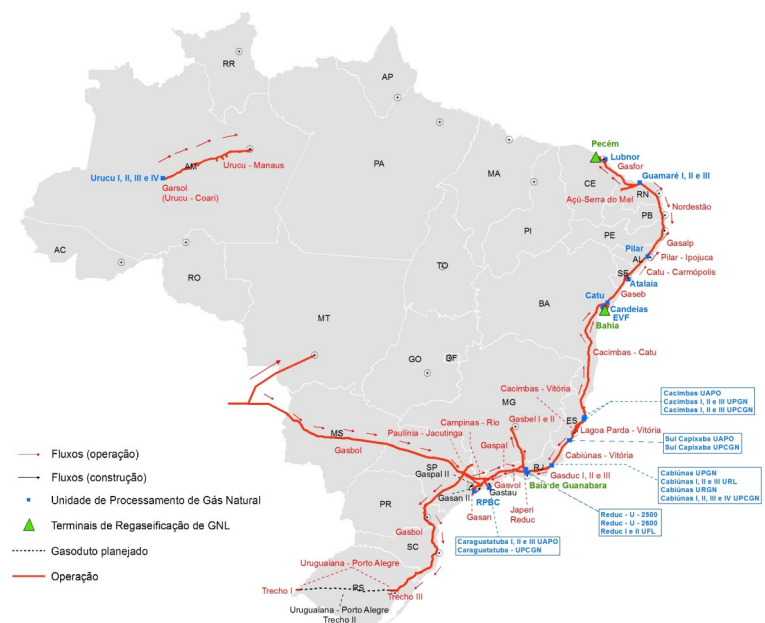 RR
AP
AM
PA
MA
CE
RN
PB
PE
AL
SE
PI
TO
AC
RO
MT
BA
GO
DF
MG
ES
MS
SP
RJ
PR
SC
RS
Urucu I, II, III e IV
Garsol
(Urucu - Coari)
Urucu - Manaus
Pecém
Lubnor
Gasfor
Guamaré I, II e III
Açú-Serra do Mel
Nordestão
Gasalp
Pilar
Pilar - Ipojuca
Atalaia
Catu - Carmópolis
Catu
Gaseb
Candeias
EVF
Bahia
Cacimbas - Catu
Cacimbas - Vitória
Cacimbas UAPO
Cacimbas I, II e III UPGN
Cacimbas I, II e III UPCGN
Campinas - Rio
Gasbel I e II
Paulínia - Jacutinga
Gaspal
Lagoa Parda - Vitória
Sul Capixaba UAPO
Sul Capixaba UPCGN
Cabiúnas - Vitória
Gasbol
Gaspal II
Gasvol
Gasduc I, II e III
Cabiúnas UPGN
Cabiúnas I, II e III URL
Cabiúnas URGN
Cabiúnas I, II, III e IV UPCGN
Gasan II
Gastau
Baía de Guanabara
RPBC
Gasan
Japeri
Reduc
Reduc - U - 2500
Reduc - U - 2600
Reduc I e II UFL
Caraguatatuba I, II e III UAPO
Caraguatatuba - UPCGN
Gasbol
Uruguaiana - Porto Alegre
Trecho I
Trecho III
Uruguaiana - Porto Alegre
Trecho II
Fluxos (operação)
Fluxos (construção)
Unidade de Processamento de Gás Natural
Terminais de Regaseificação de GNL
Gasoduto planejado
Operação